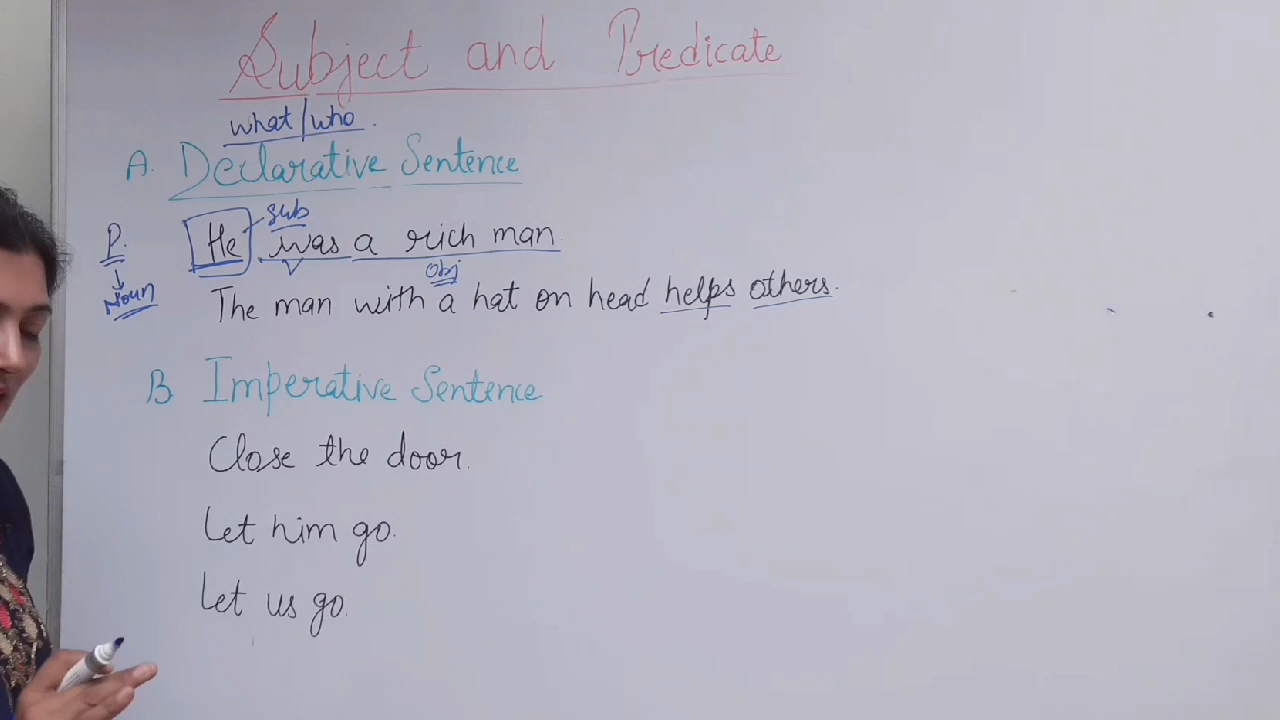 Subject and Predicate
what | who.
A. Declarative Sentence
sub
P. He was a rich man.
V
Obj
Noun
The man with a hat on head helps others.
B Imperative Sentence
Close the door.
Let him go.
Let us go.